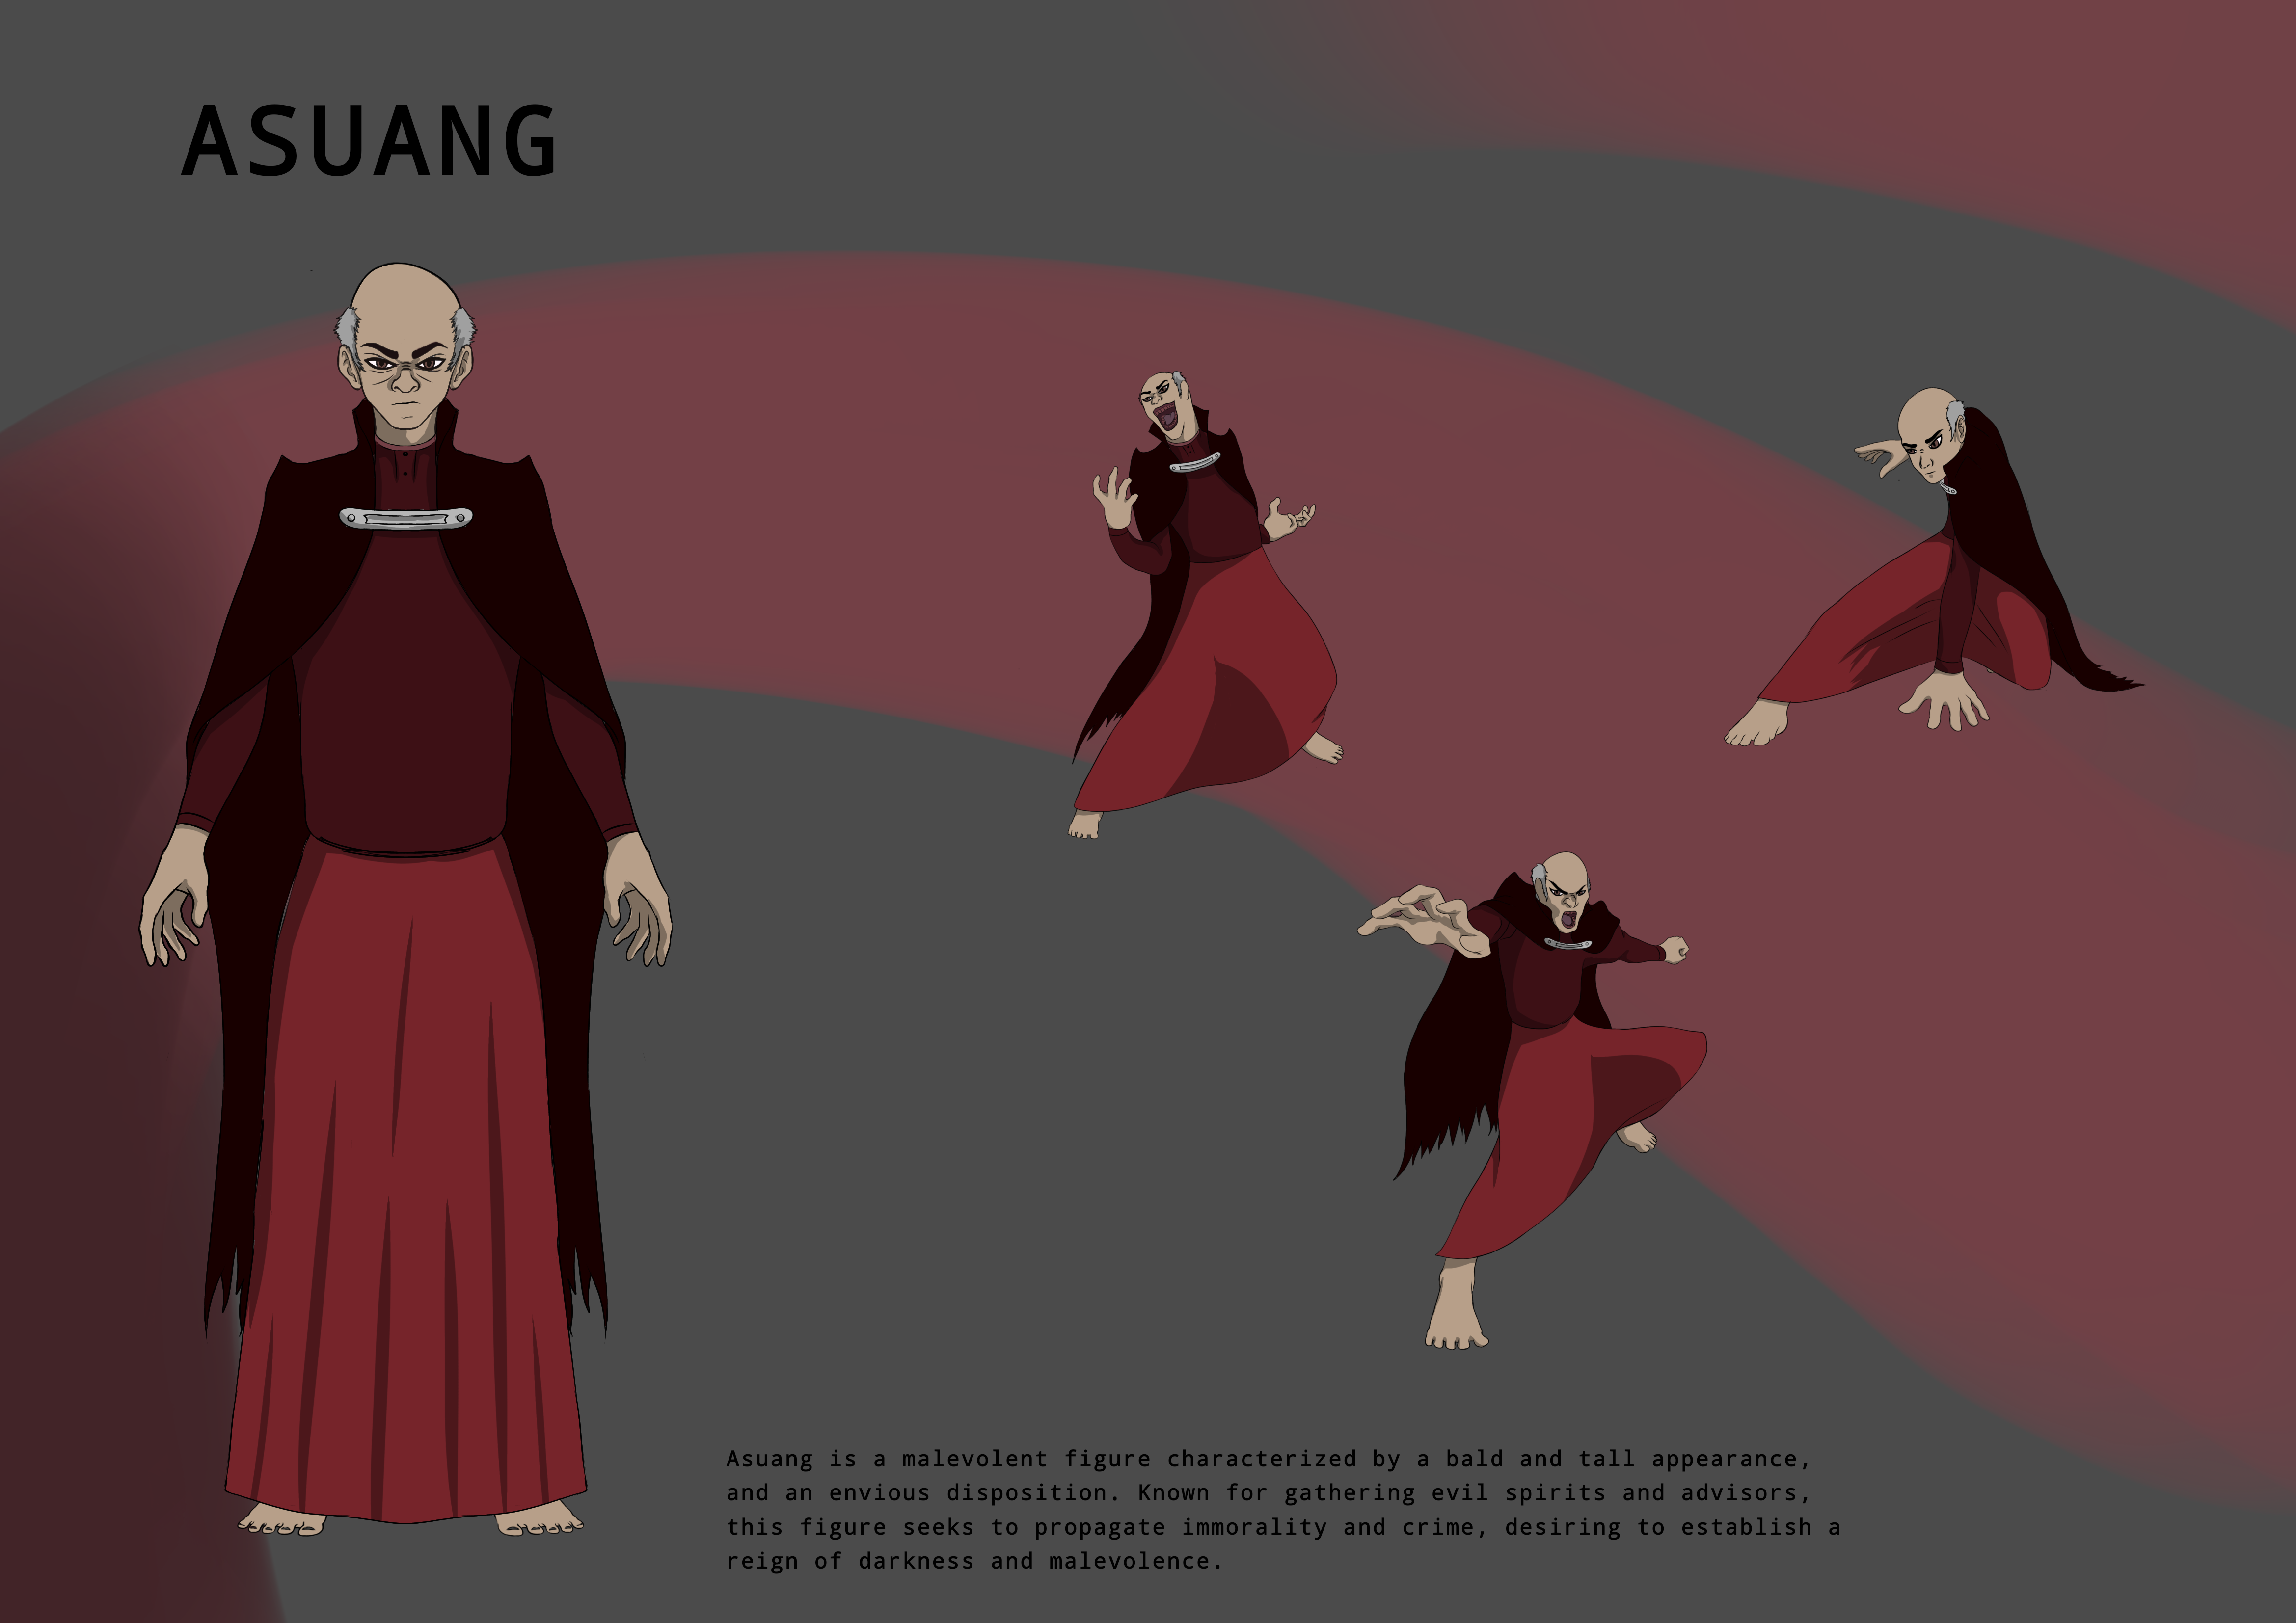 ASUANG
Asuang is a malevolent figure characterized by a bald and tall appearance,
and an envious disposition. Known for gathering evil spirits and advisors,
this figure seeks to propagate immorality and crime, desiring to establish a
reign of darkness and malevolence.